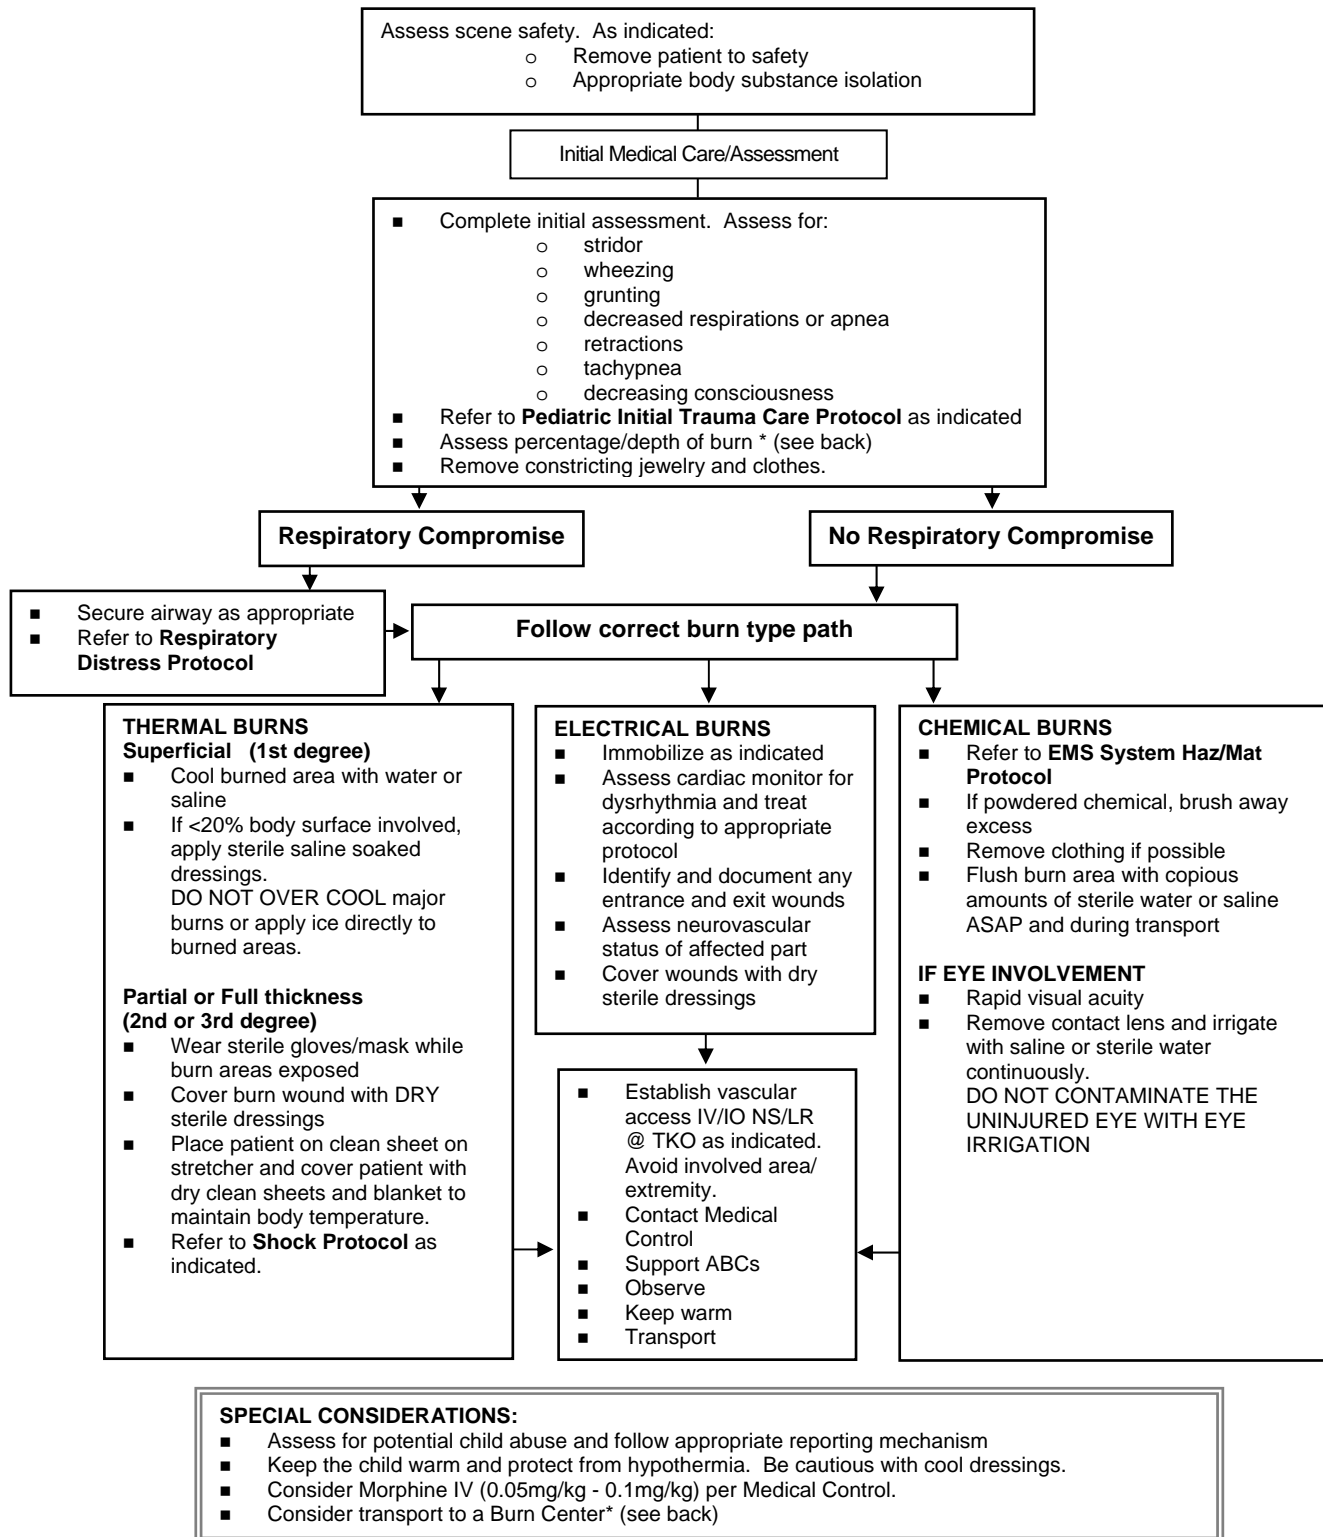 Assess scene safety.  As indicated:
o Remove patient to safety
o Appropriate body substance isolation
Initial Medical Care/Assessment
■ Complete initial assessment.  Assess for:
o stridor
o wheezing
o grunting
o decreased respirations or apnea
o retractions
o tachypnea
o decreasing consciousness
■ Refer to Pediatric Initial Trauma Care Protocol as indicated
■ Assess percentage/depth of burn * (see back)
■ Remove constricting jewelry and clothes.
Respiratory Compromise
No Respiratory Compromise
■ Secure airway as appropriate
■ Refer to Respiratory
Distress Protocol
Follow correct burn type path
THERMAL BURNS
Superficial   (1st degree)
■ Cool burned area with water or
saline
■ If <20% body surface involved,
apply sterile saline soaked
dressings.
DO NOT OVER COOL major
burns or apply ice directly to
burned areas.
Partial or Full thickness
(2nd or 3rd degree)
■ Wear sterile gloves/mask while
burn areas exposed
■ Cover burn wound with DRY
sterile dressings
■ Place patient on clean sheet on
stretcher and cover patient with
dry clean sheets and blanket to
maintain body temperature.
■ Refer to Shock Protocol as
indicated.
ELECTRICAL BURNS
■ Immobilize as indicated
■ Assess cardiac monitor for
dysrhythmia and treat
according to appropriate
protocol
■ Identify and document any
entrance and exit wounds
■ Assess neurovascular
status of affected part
■ Cover wounds with dry
sterile dressings
CHEMICAL BURNS
■ Refer to EMS System Haz/Mat
Protocol
■ If powdered chemical, brush away
excess
■ Remove clothing if possible
■ Flush burn area with copious
amounts of sterile water or saline
ASAP and during transport
IF EYE INVOLVEMENT
■ Rapid visual acuity
■ Remove contact lens and irrigate
with saline or sterile water
continuously.
DO NOT CONTAMINATE THE
UNINJURED EYE WITH EYE
IRRIGATION
■ Establish vascular
access IV/IO NS/LR
@ TKO as indicated.
Avoid involved area/
extremity.
■ Contact Medical
Control
■ Support ABCs
■ Observe
■ Keep warm
■ Transport
SPECIAL CONSIDERATIONS:
■ Assess for potential child abuse and follow appropriate reporting mechanism
■ Keep the child warm and protect from hypothermia.  Be cautious with cool dressings.
■ Consider Morphine IV (0.05mg/kg - 0.1mg/kg) per Medical Control.
■ Consider transport to a Burn Center* (see back)